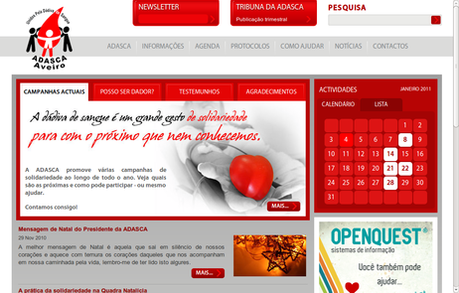 Unidos Pela Dádiva de Sangue
ADASCA
Aveiro
NEWSLETTER
TRIBUNA DA ADASCA
Publicação trimestral
PESQUISA
ADASCA
INFORMAÇÕES
AGENDA
PROTOCOLOS
COMO AJUDAR
NOTÍCIAS
CONTACTOS
CAMPANHAS ACTUAIS
POSSO SER DADOR?
TESTEMUNHOS
AGRADECIMENTOS
A dádiva de sangue é um grande gesto de solidariedade
para com o próximo que nem conhecemos.
A ADASCA promove várias campanhas de
solidariedade ao longo de todo o ano. Veja quais
são as próximas e como pode participar - ou mesmo
ajudar.
Contamos consigo!
MAIS...
ACTIVIDADES
JANEIRO 2011
CALENDÁRIO
LISTA
1
2 3 4 5 6 7 8
9 10 11 12 13 14 15
16 17 18 19 20 21 22
23 24 25 26 27 28 29
30 31
Mensagem de Natal do Presidente da ADASCA
29 Nov 2010
A melhor mensagem de Natal é aquela que sai em silêncio de nossos
corações e aquece com ternura os corações daqueles que nos acompanham
em nossa caminhada pela vida, lembro-me de ter lido isto algures.
MAIS...
A prática da solidariedade na Quadra Natalícia
OPENQUEST
sistemas de informação
Você também
pode ajudar...